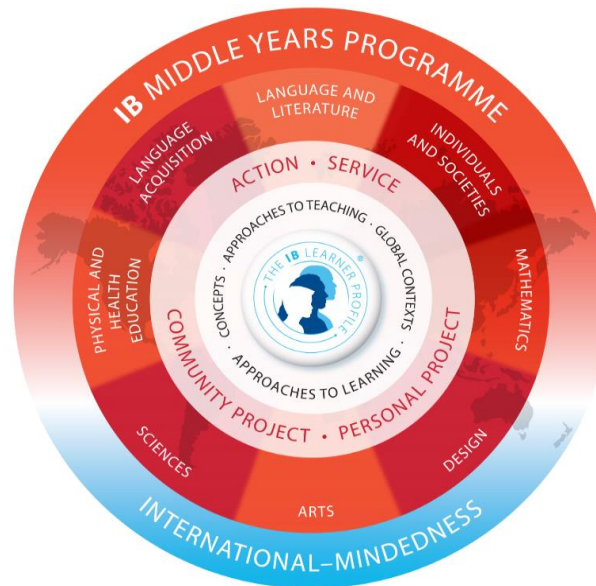 IB MIDDLE YEARS PROGRAMME
LANGUAGE AND
LITERATURE
INDIVIDUALS
AND SOCIETIES
MATHEMATICS
DESIGN
ARTS
SCIENCES
PHYSICAL AND
HEALTH
EDUCATION
LANGUAGE
ACQUISITION
ACTION • SERVICE
COMMUNITY PROJECT • PERSONAL PROJECT
CONCEPTS · APPROACHES TO TEACHING · GLOBAL CONTEXTS ·
· APPROACHES TO LEARNING ·
THE IB LEARNER PROFILE ®
INTERNATIONAL–MINDEDNESS